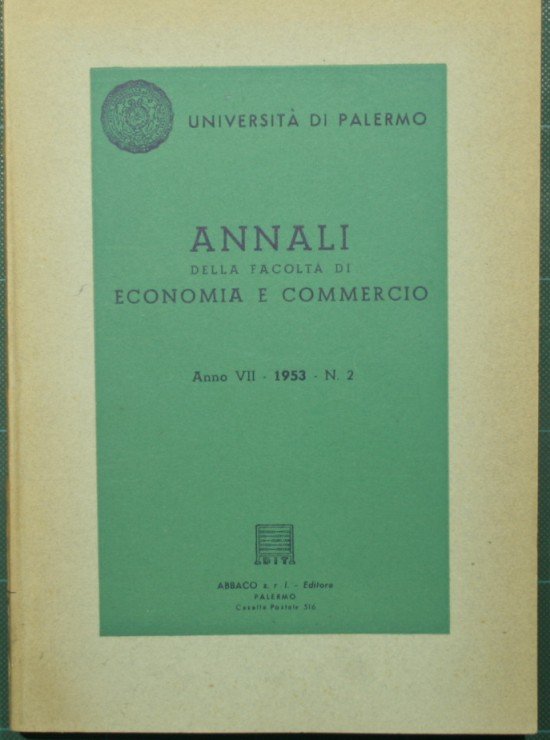 UNIVERSITÀ DI PALERMO
ANNALI
DELLA FACOLTÀ DI
ECONOMIA E COMMERCIO
Anno VII - 1953 - N. 2
EDIT
ABBACO s. r. l. - Editore
PALERMO
Casella Postale 516